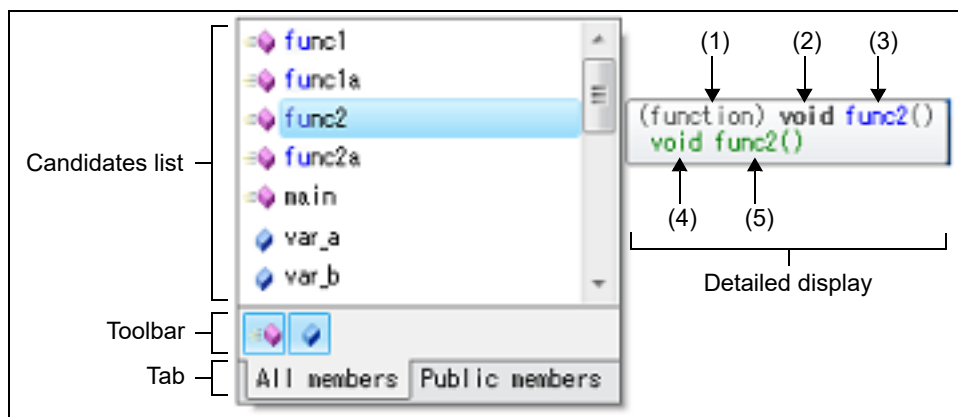 func1
func1a
func2
func2a
main
var_a
var_b
Candidates list
Toolbar
Tab
All members
Public members
(1)
(2)
(3)
(function) void func2()
void func2()
(4)
(5)
Detailed display